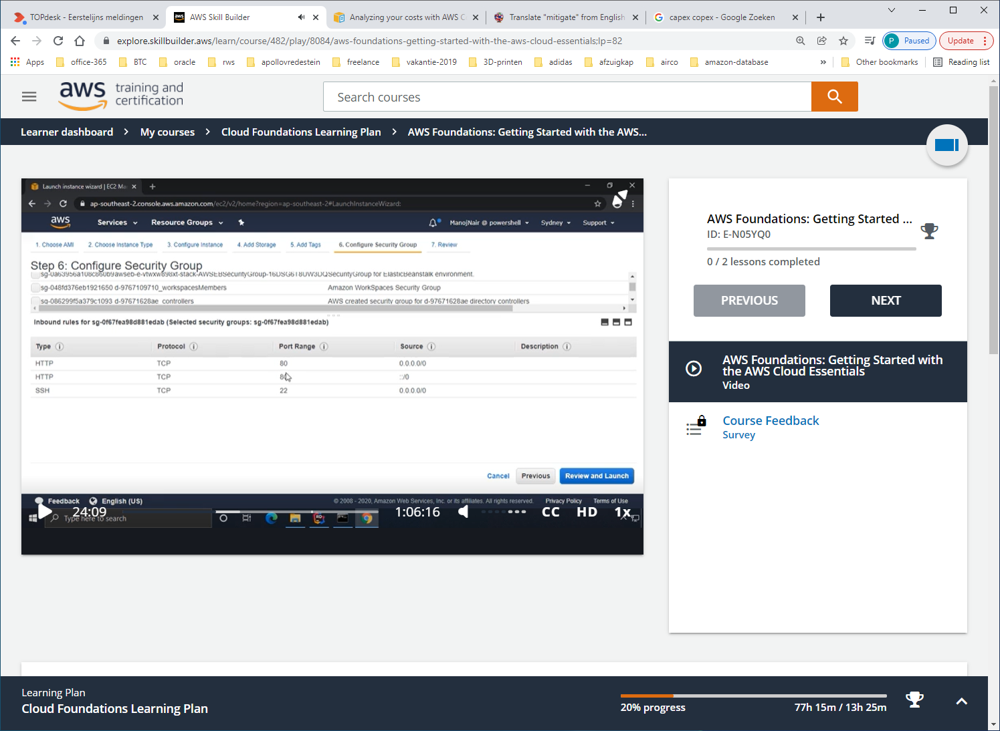 TOPdesk - Eerstelijns meldingen
AWS Skill Builder
Analyzing your costs with AWS C
Translate "mitigate" from English
capex copex - Google Zoeken
explore.skillbuilder.aws/learn/course/482/play/8084/aws-foundations-getting-started-with-the-aws-cloud-essentials;lp=82
P Paused
Update
Apps office-365 BTC oracle rws apollovredestein freelance vakantie-2019 3D-printen adidas afzuigkap airco amazon-database » Other bookmarks Reading list
aws training and
certification
Search courses
Learner dashboard > My courses > Cloud Foundations Learning Plan > AWS Foundations: Getting Started with the AWS...
Launch instance wizard | EC2 Ma
ap-southeast-2.console.aws.amazon.com/ec2/v2/home?region=ap-southeast-2#LaunchInstanceWizard:
aws Services Resource Groups ManojNair @ powershell Sydney Support
1. Choose AMI 2. Choose Instance Type 3. Configure Instance 4. Add Storage 5. Add Tags 6. Configure Security Group 7. Review
Step 6: Configure Security Group
SecurityGroup for ElasticBeanstalk environment.
sg-048fd376eb1921650 d-9767109710_workspacesMembers Amazon WorkSpaces Security Group
sg-086299f5a379c1093 d-97671628ae_controllers AWS created security group for d-97671628ae directory controllers
Inbound rules for sg-0f67fea98d881edab (Selected security groups: sg-0f67fea98d881edab)
Type Protocol Port Range Source Description
HTTP TCP 80 0.0.0.0/0
HTTP TCP 80 ::/0
SSH TCP 22 0.0.0.0/0
Cancel Previous Review and Launch
Feedback English (US) © 2008 - 2020, Amazon Web Services, Inc. or its affiliates. All rights reserved. Privacy Policy Terms of Use
24:09 1:06:16 CC HD 1x
Type here to search
AWS Foundations: Getting Started ...
ID: E-N05YQ0
0 / 2 lessons completed
PREVIOUS NEXT
AWS Foundations: Getting Started with
the AWS Cloud Essentials
Video
Course Feedback
Survey
Learning Plan
Cloud Foundations Learning Plan
20% progress 77h 15m / 13h 25m